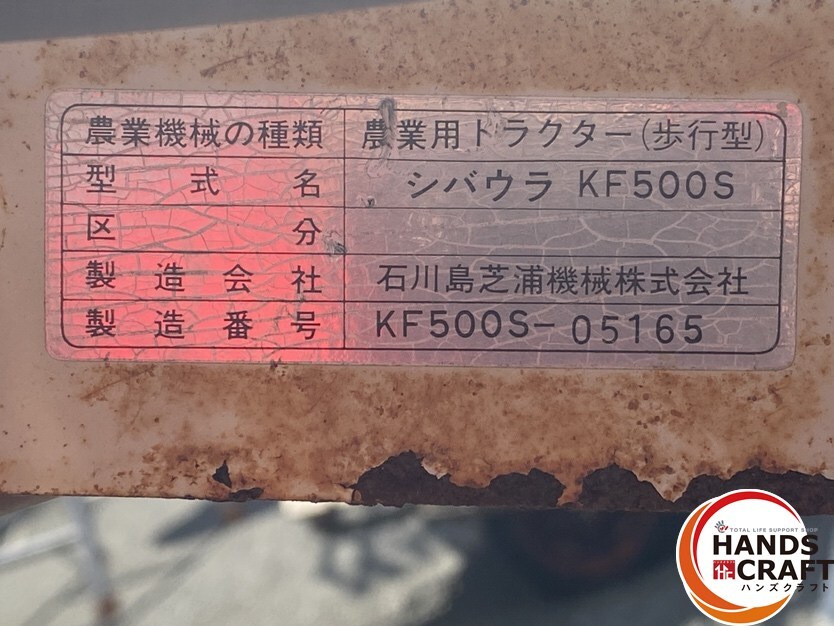 農業機械の種類 農業用トラクター(歩行型)
型式名 シバウラ KF500S
区分
製造会社 石川島芝浦機械株式会社
製造番号 KF500S-05165
TOTAL LIFE SUPPORT SHOP
HANDS
CRAFT
ハンズクラフト